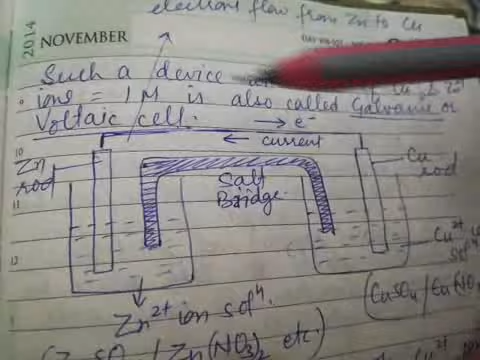 electrons flow from Zn to Cu
2014
NOVEMBER
Such a device
ions = 1M is also called Galvanic or
Voltaic cell. → e⁻
← current
10
Zn rod
Cu rod
Salt
Bridge
11
12
Cu²⁺
solⁿ
Zn²⁺ ion solⁿ.
(CuSO₄/Cu(NO
Zn(NO₃)₂ etc.)